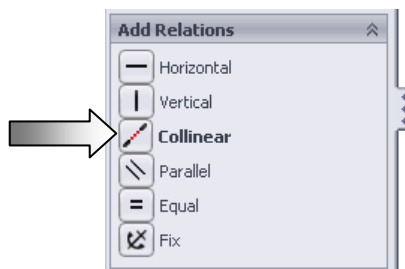 Add Relations
Horizontal
Vertical
Collinear
Parallel
Equal
Fix